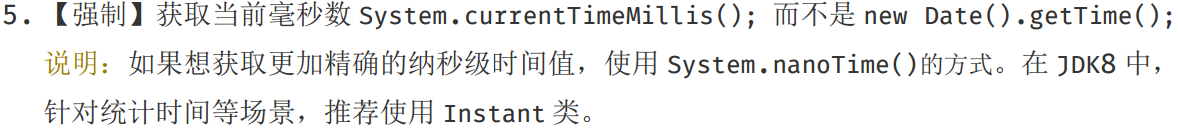 5. 【强制】获取当前毫秒数 System.currentTimeMillis(); 而不是 new Date().getTime();
说明：如果想获取更加精确的纳秒级时间值，使用 System.nanoTime()的方式。在 JDK8 中，
针对统计时间等场景，推荐使用 Instant 类。